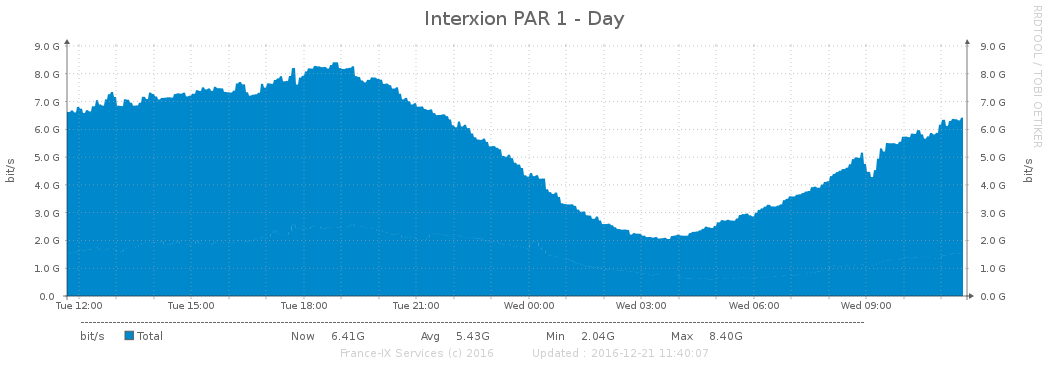 Interxion PAR 1 - Day
RRDTOOL / TOBI OETIKER
9.0 G 9.0 G
8.0 G 8.0 G
7.0 G 7.0 G
6.0 G 6.0 G
5.0 G 5.0 G
4.0 G 4.0 G
3.0 G 3.0 G
2.0 G 2.0 G
1.0 G 1.0 G
0.0 0.0 G
bit/s
bit/s
Tue 12:00 Tue 15:00 Tue 18:00 Tue 21:00 Wed 00:00 Wed 03:00 Wed 06:00 Wed 09:00
bit/s Total Now 6.41G Avg 5.43G Min 2.04G Max 8.40G
France-IX Services (c) 2016 Updated : 2016-12-21 11:40:07